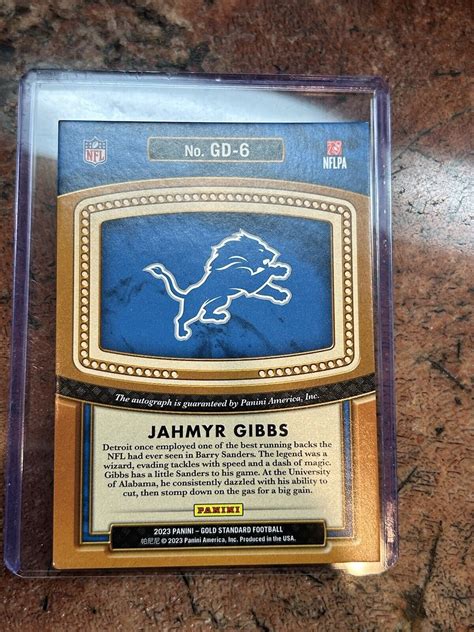 No. GD-6
NFL
NFLPA
The autograph is guaranteed by Panini America, Inc.
JAHMYR GIBBS
Detroit once employed one of the best running backs the
NFL had ever seen in Barry Sanders. The legend was a
wizard, evading tackles with speed and a dash of magic.
Gibbs has a little Sanders to his game. At the University
of Alabama, he consistently dazzled with his ability to
cut, then stomp down on the gas for a big gain.
PANINI
2023 PANINI – GOLD STANDARD FOOTBALL
帕尼尼 © 2023 Panini America, Inc. Produced in the USA.